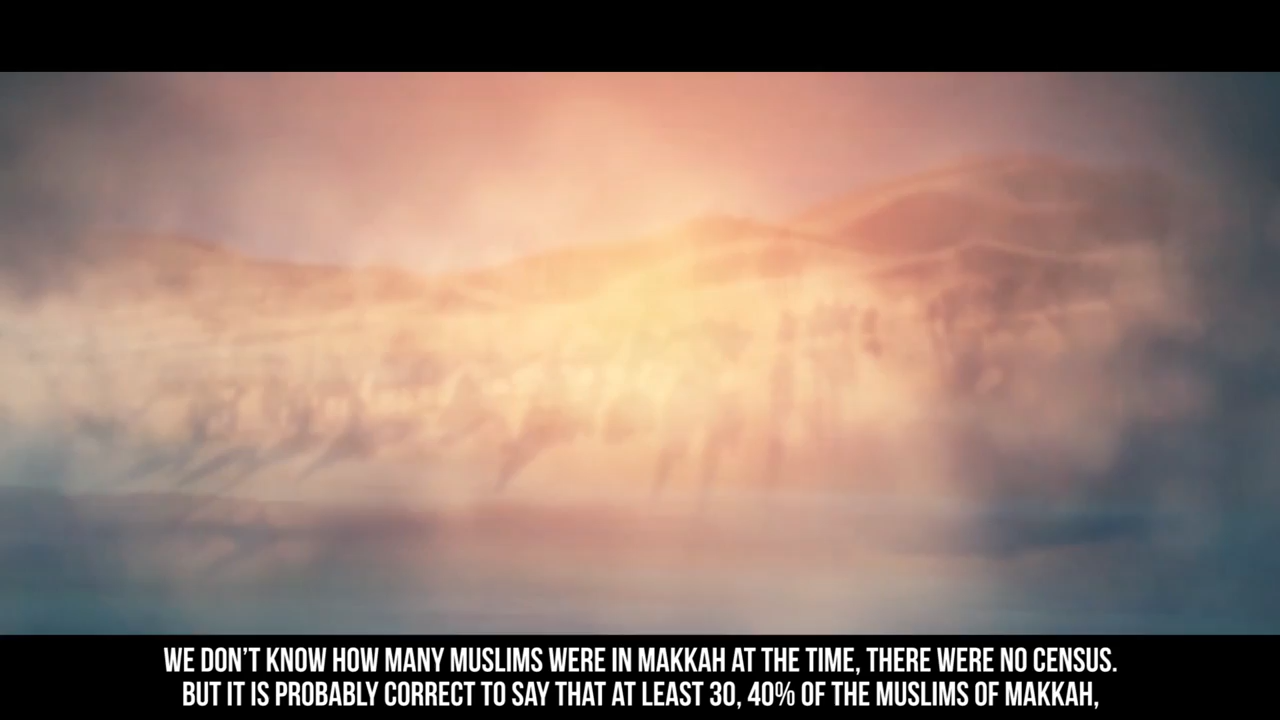 WE DON'T KNOW HOW MANY MUSLIMS WERE IN MAKKAH AT THE TIME, THERE WERE NO CENSUS.
BUT IT IS PROBABLY CORRECT TO SAY THAT AT LEAST 30, 40% OF THE MUSLIMS OF MAKKAH,